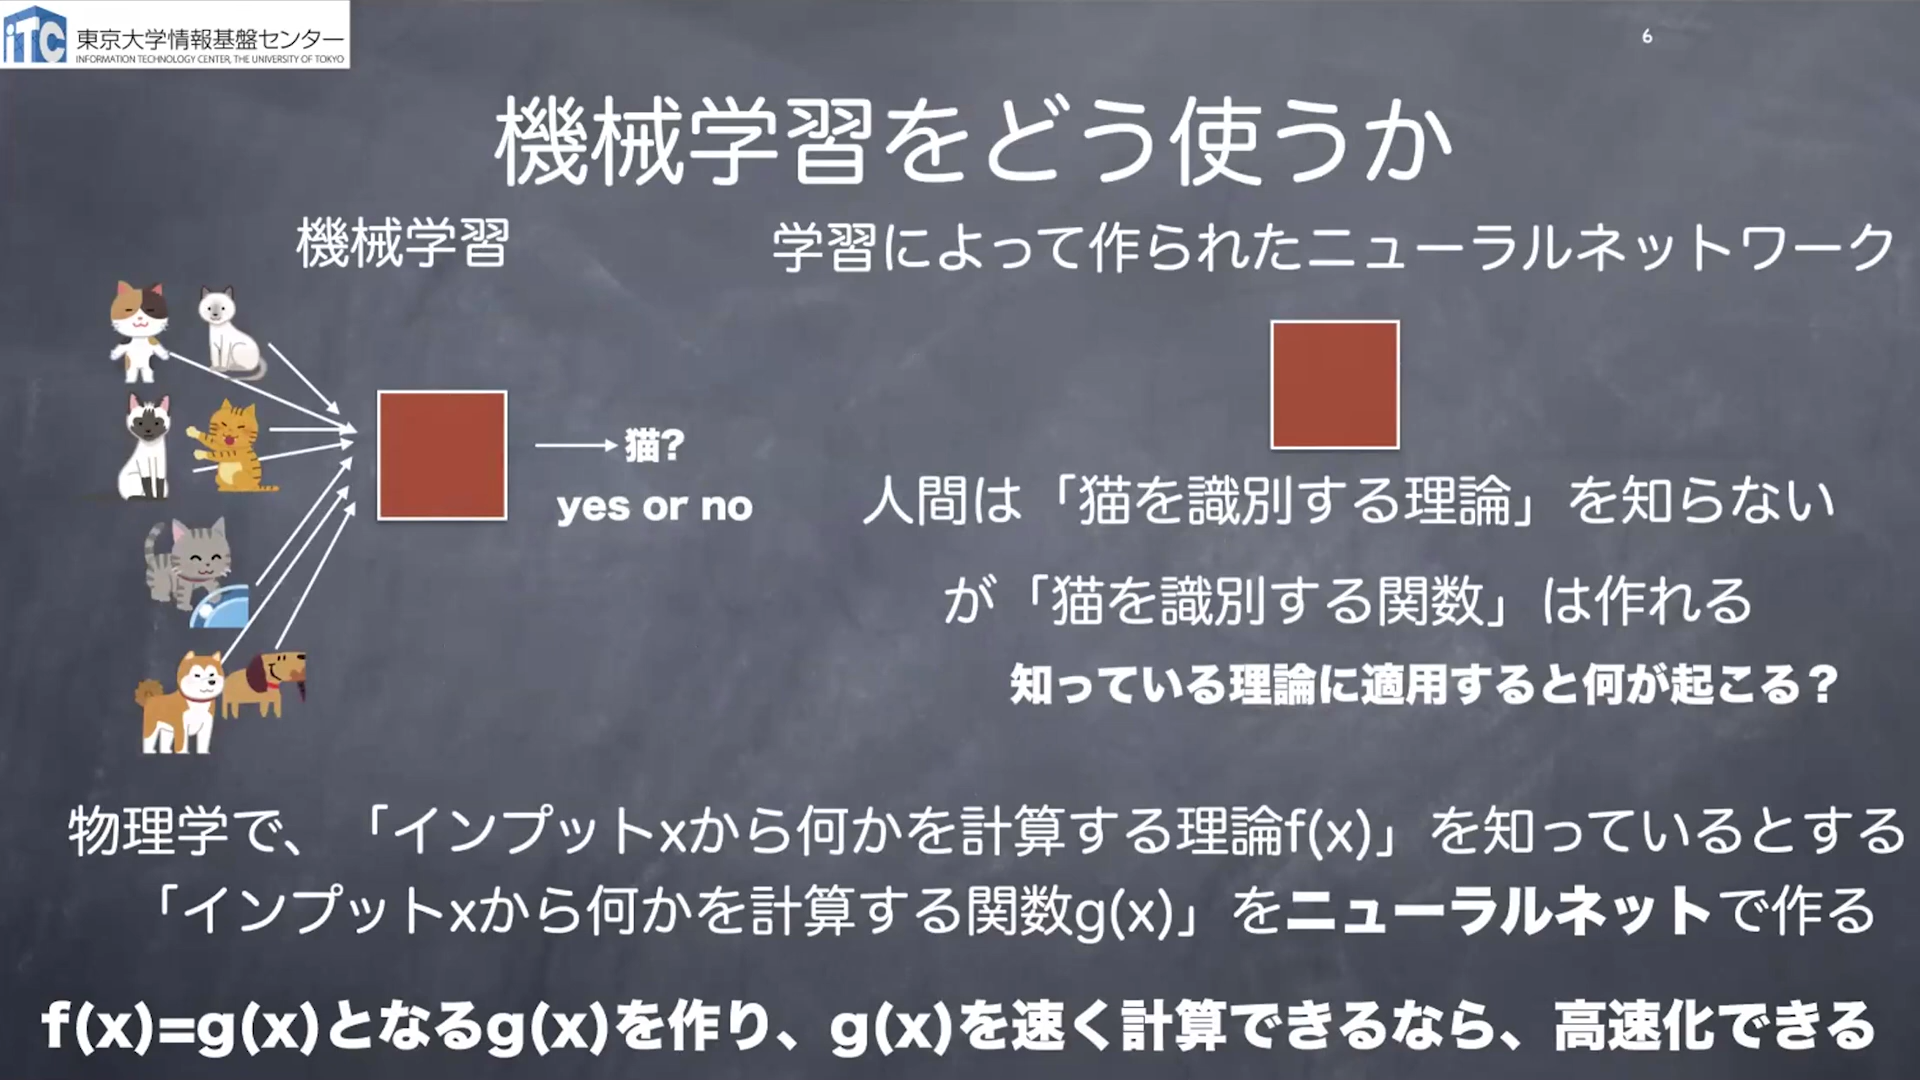 iTC 東京大学情報基盤センター
INFORMATION TECHNOLOGY CENTER, THE UNIVERSITY OF TOKYO
6
機械学習をどう使うか
機械学習
猫?
yes or no
学習によって作られたニューラルネットワーク
人間は「猫を識別する理論」を知らない
が「猫を識別する関数」は作れる
知っている理論に適用すると何が起こる？
物理学で、「インプットxから何かを計算する理論f(x)」を知っているとする
「インプットxから何かを計算する関数g(x)」をニューラルネットで作る
f(x)=g(x)となるg(x)を作り、g(x)を速く計算できるなら、高速化できる